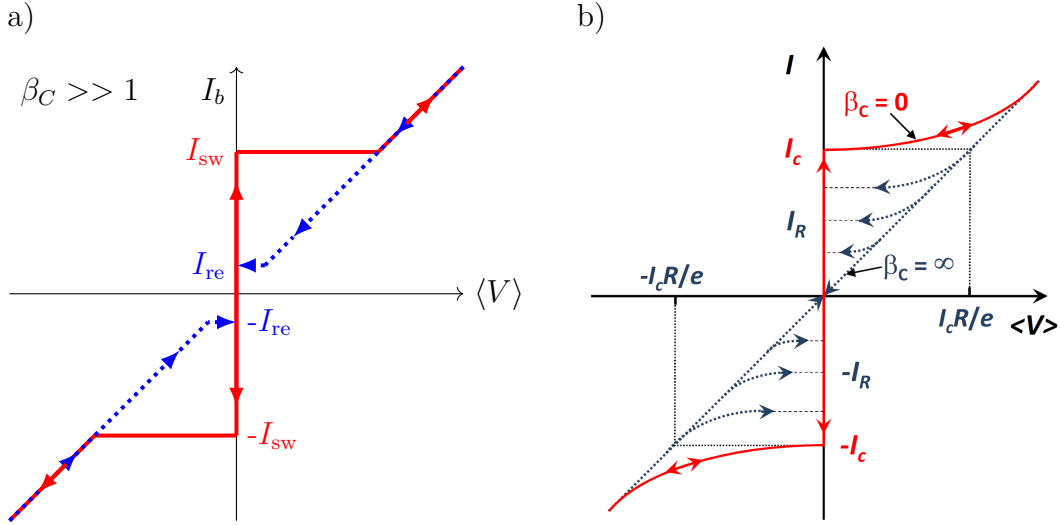 a)
β_C >> 1
I_b
I_sw
I_re
⟨V⟩
-I_re
-I_sw
b)
I
β_C = 0
I_c
I_R
β_C = ∞
-I_cR/e
I_cR/e
<V>
-I_R
-I_c